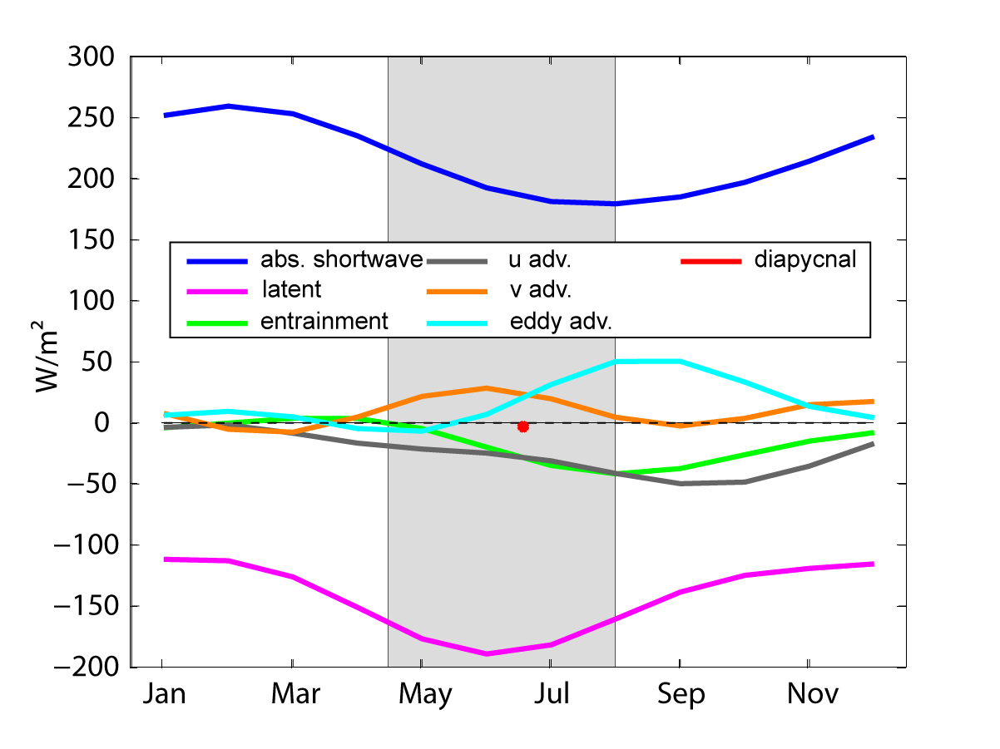 300
250
200
150
100
50
0
−50
−100
−150
−200
W/m²
abs. shortwave u adv. diapycnal
latent v adv.
entrainment eddy adv.
Jan Mar May Jul Sep Nov